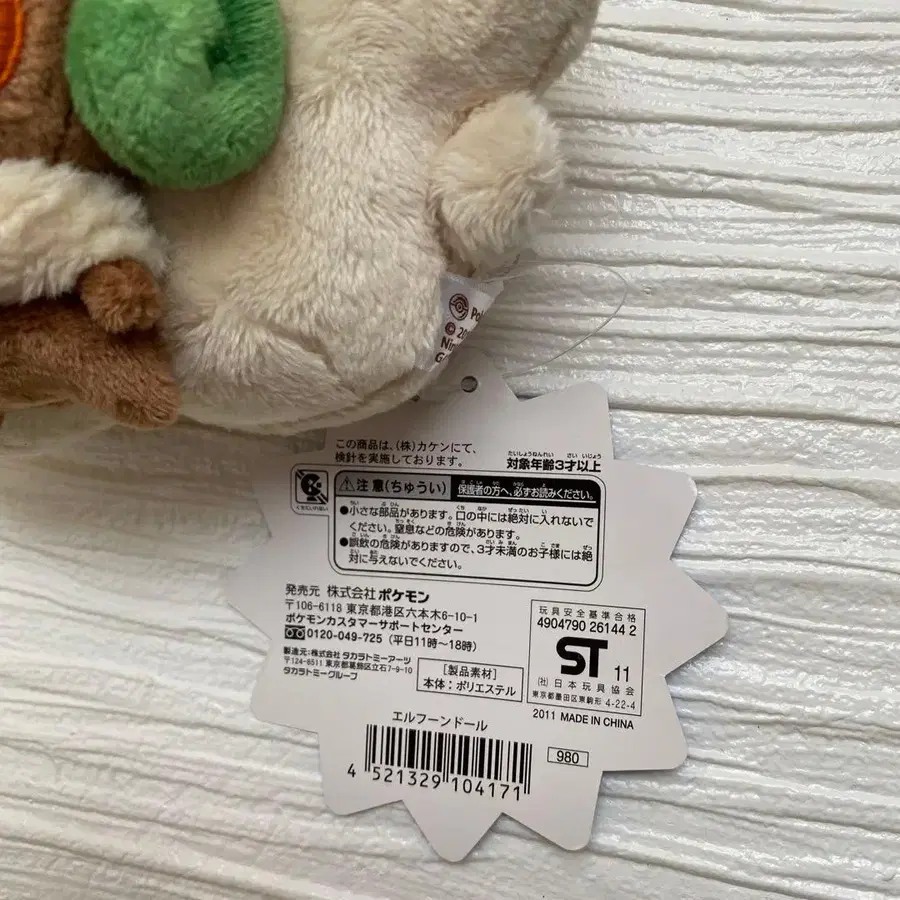 この商品は、(株)カケンにて、
検針を実施しております。
対象年齢3才以上
⚠注意(ちゅうい)
保護者の方へ、必ずお読みください。
●小さな部品があります。口の中には絶対に入れないで
ください。窒息などの危険があります。
●誤飲の危険がありますので、3才未満のお子様には絶
対に与えないでください。
発売元 株式会社ポケモン
〒106-6118 東京都港区六本木6-10-1
ポケモンカスタマーサポートセンター
0120-049-725 (平日11時〜18時)
製造元:株式会社 タカラトミーアーツ
〒124-8511 東京都葛飾区立石7-9-10
タカラトミーグループ
[製品素材]
本体:ポリエステル
玩具安全基準合格
4904790 26144 2
ST 11
(社)日本玩具協会
東京都墨田区東駒形 4-22-4
2011 MADE IN CHINA
エルフーンドール
980
4 521329 104171